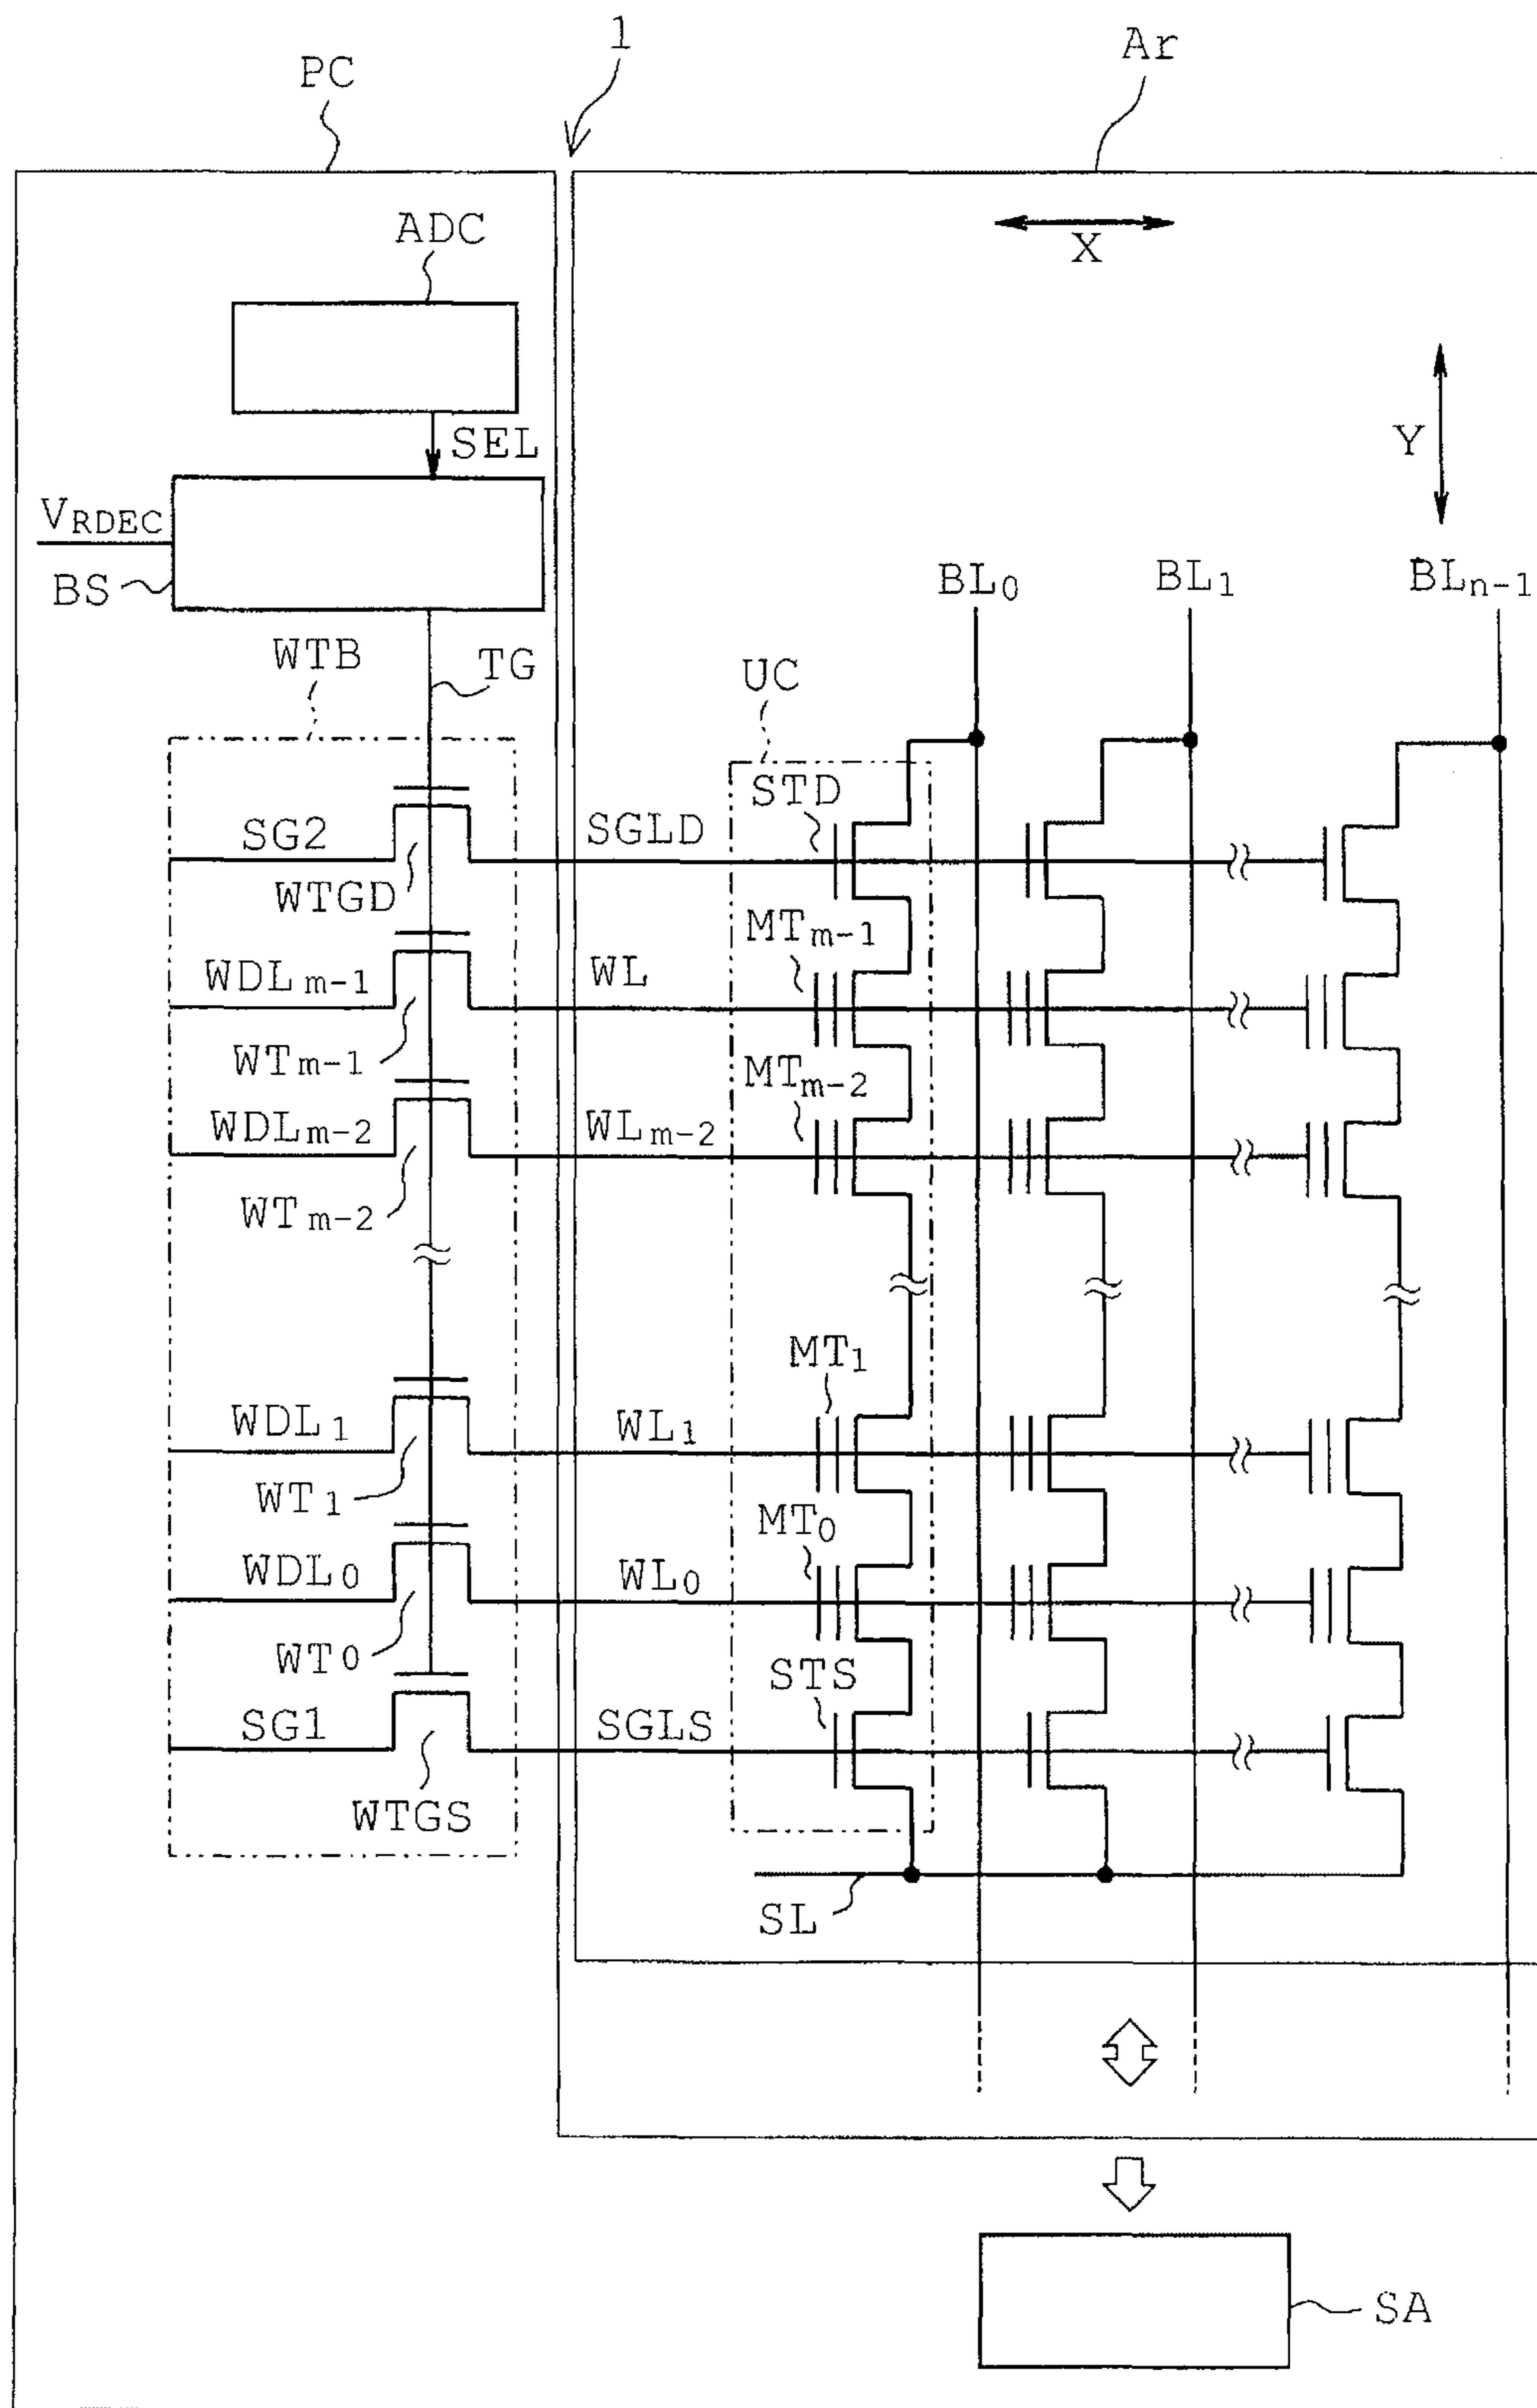 1
PC
Ar
ADC
X
SEL
Y
VRDEC
BS
BL0
BL1
BLn-1
WTB
TG
UC
STD
SG2
SGLD
WTGD
MTm-1
WDLm-1
WL
WTm-1
MTm-2
WDLm-2
WLm-2
WTm-2
MT1
WDL1
WL1
WT1
MT0
WDL0
WL0
WT0
STS
SG1
SGLS
WTGS
SL
SA